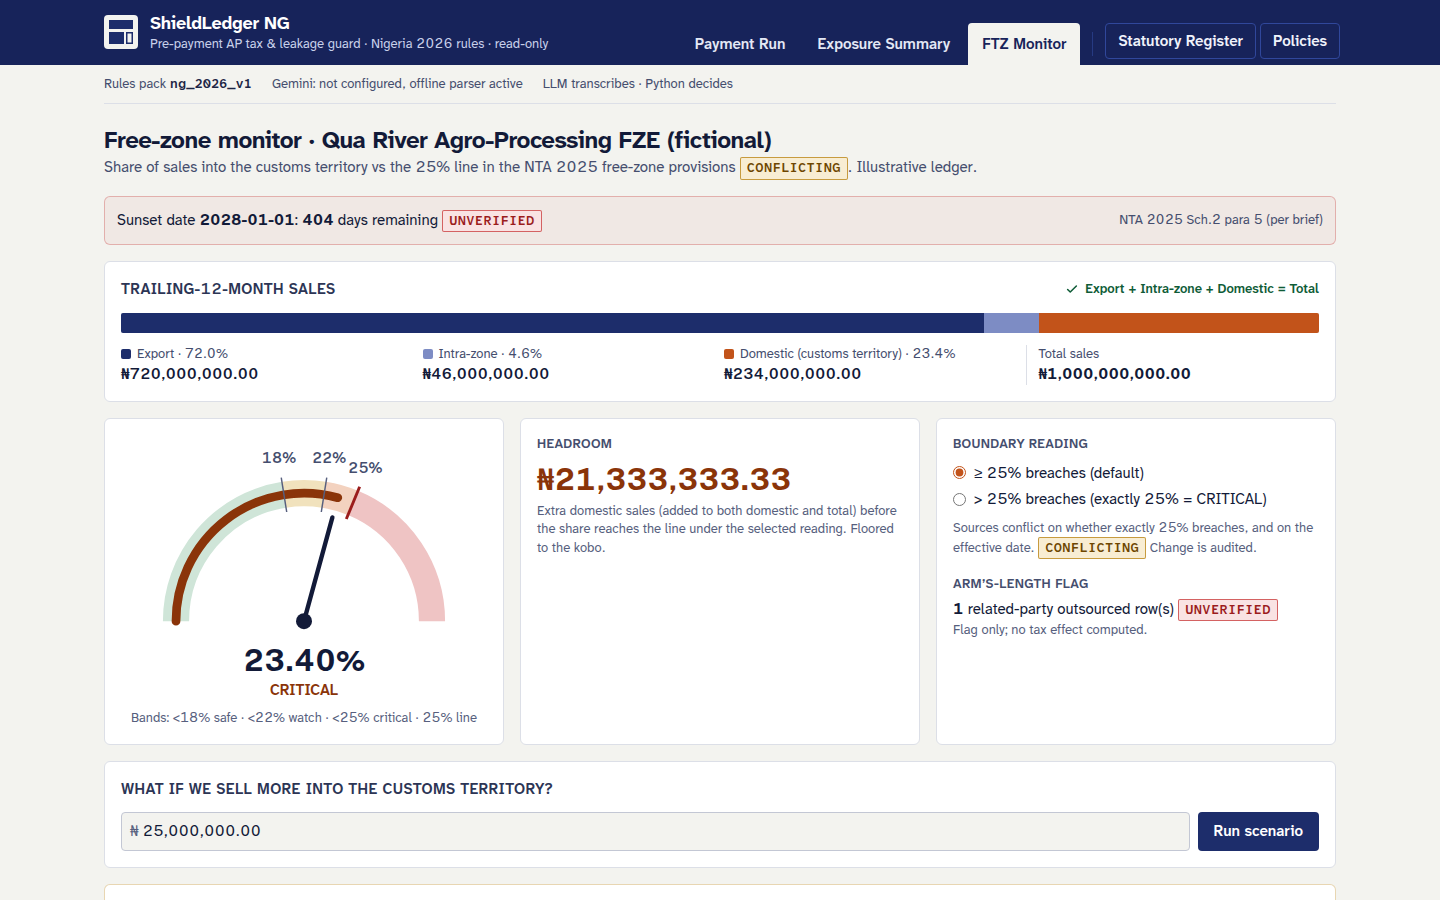 ShieldLedger NG
Pre-payment AP tax & leakage guard · Nigeria 2026 rules · read-only
Payment Run
Exposure Summary
FTZ Monitor
Statutory Register
Policies
Rules pack ng_2026_v1
Gemini: not configured, offline parser active
LLM transcribes · Python decides
Free-zone monitor · Qua River Agro-Processing FZE (fictional)
Share of sales into the customs territory vs the 25% line in the NTA 2025 free-zone provisions CONFLICTING. Illustrative ledger.
Sunset date 2028-01-01: 404 days remaining UNVERIFIED
NTA 2025 Sch.2 para 5 (per brief)
TRAILING-12-MONTH SALES
✓ Export + Intra-zone + Domestic = Total
Export · 72.0%
₦720,000,000.00
Intra-zone · 4.6%
₦46,000,000.00
Domestic (customs territory) · 23.4%
₦234,000,000.00
Total sales
₦1,000,000,000.00
18%
22%
25%
23.40%
CRITICAL
Bands: <18% safe · <22% watch · <25% critical · 25% line
HEADROOM
₦21,333,333.33
Extra domestic sales (added to both domestic and total) before
the share reaches the line under the selected reading. Floored
to the kobo.
BOUNDARY READING
≥ 25% breaches (default)
> 25% breaches (exactly 25% = CRITICAL)
Sources conflict on whether exactly 25% breaches, and on the
effective date. CONFLICTING Change is audited.
ARM'S-LENGTH FLAG
1 related-party outsourced row(s) UNVERIFIED
Flag only; no tax effect computed.
WHAT IF WE SELL MORE INTO THE CUSTOMS TERRITORY?
₦ 25,000,000.00
Run scenario